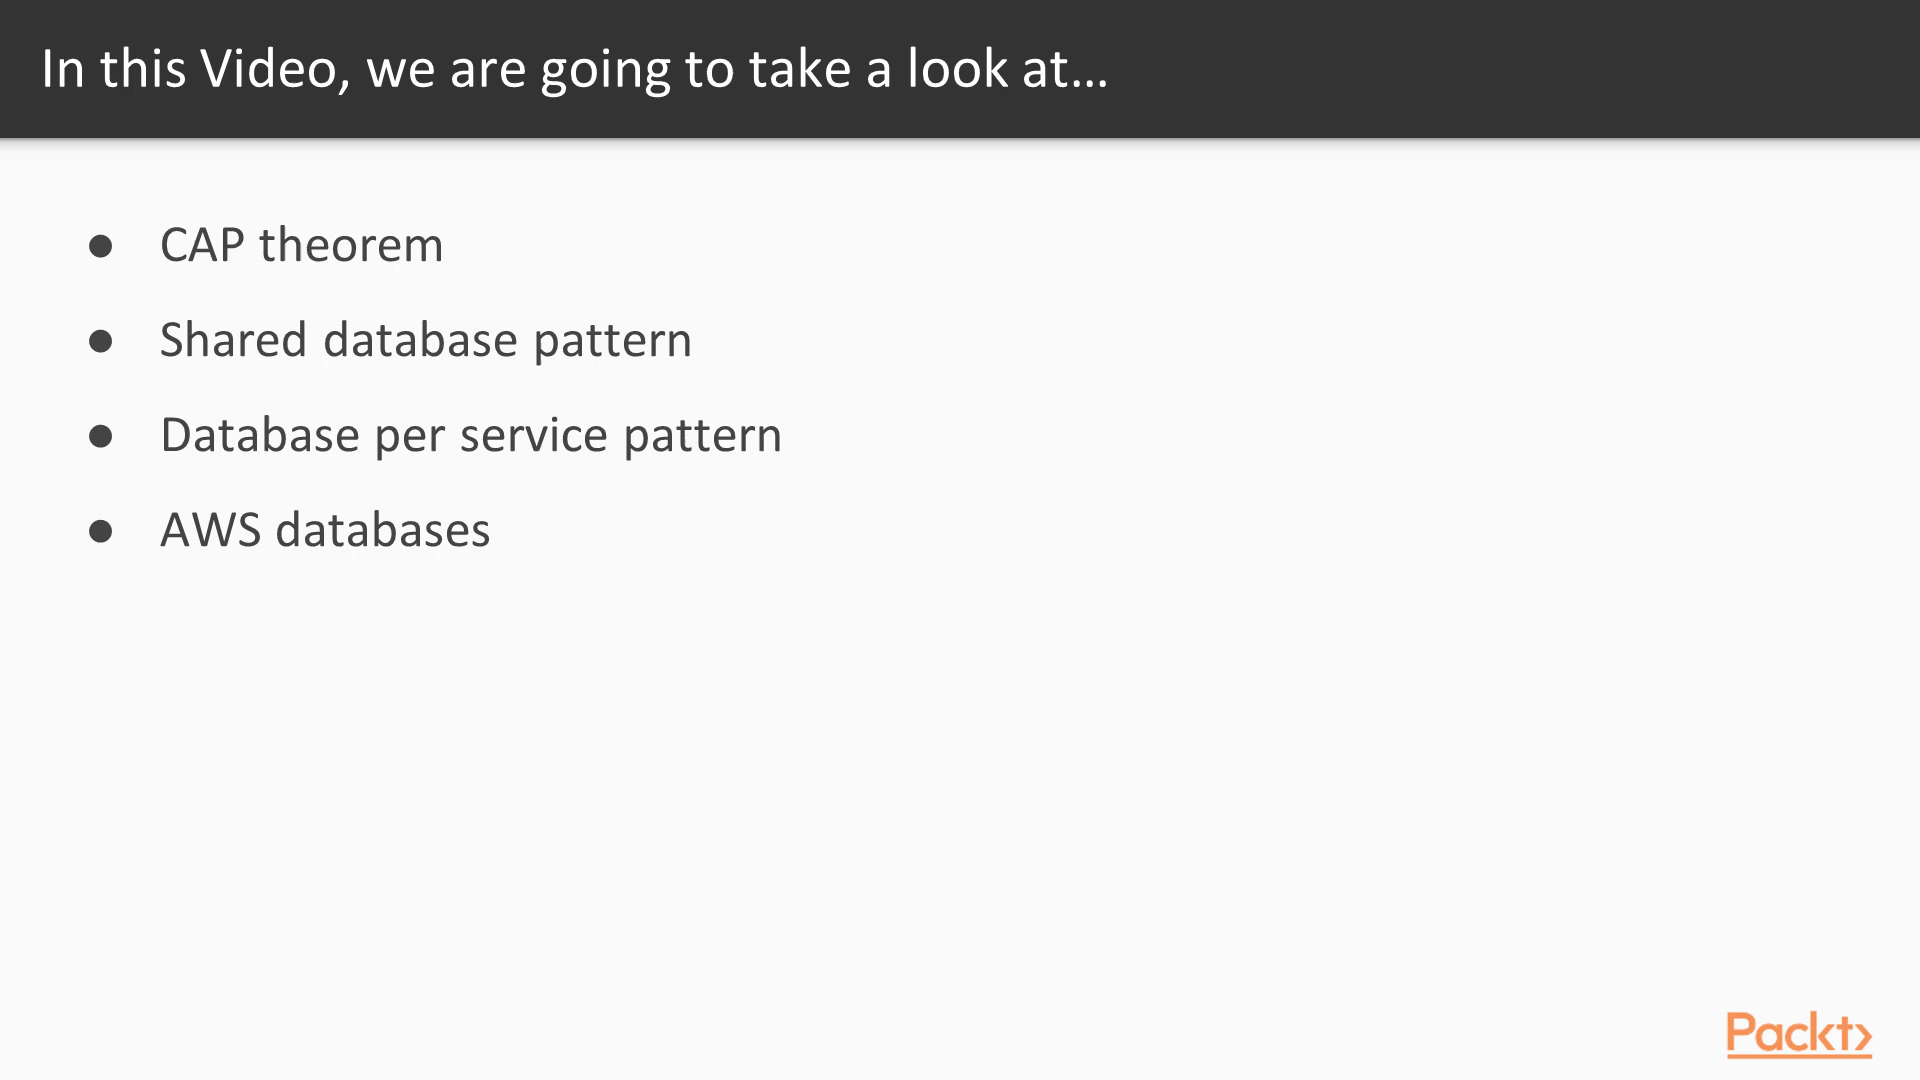 In this Video, we are going to take a look at…
● CAP theorem
● Shared database pattern
● Database per service pattern
● AWS databases
Packt>